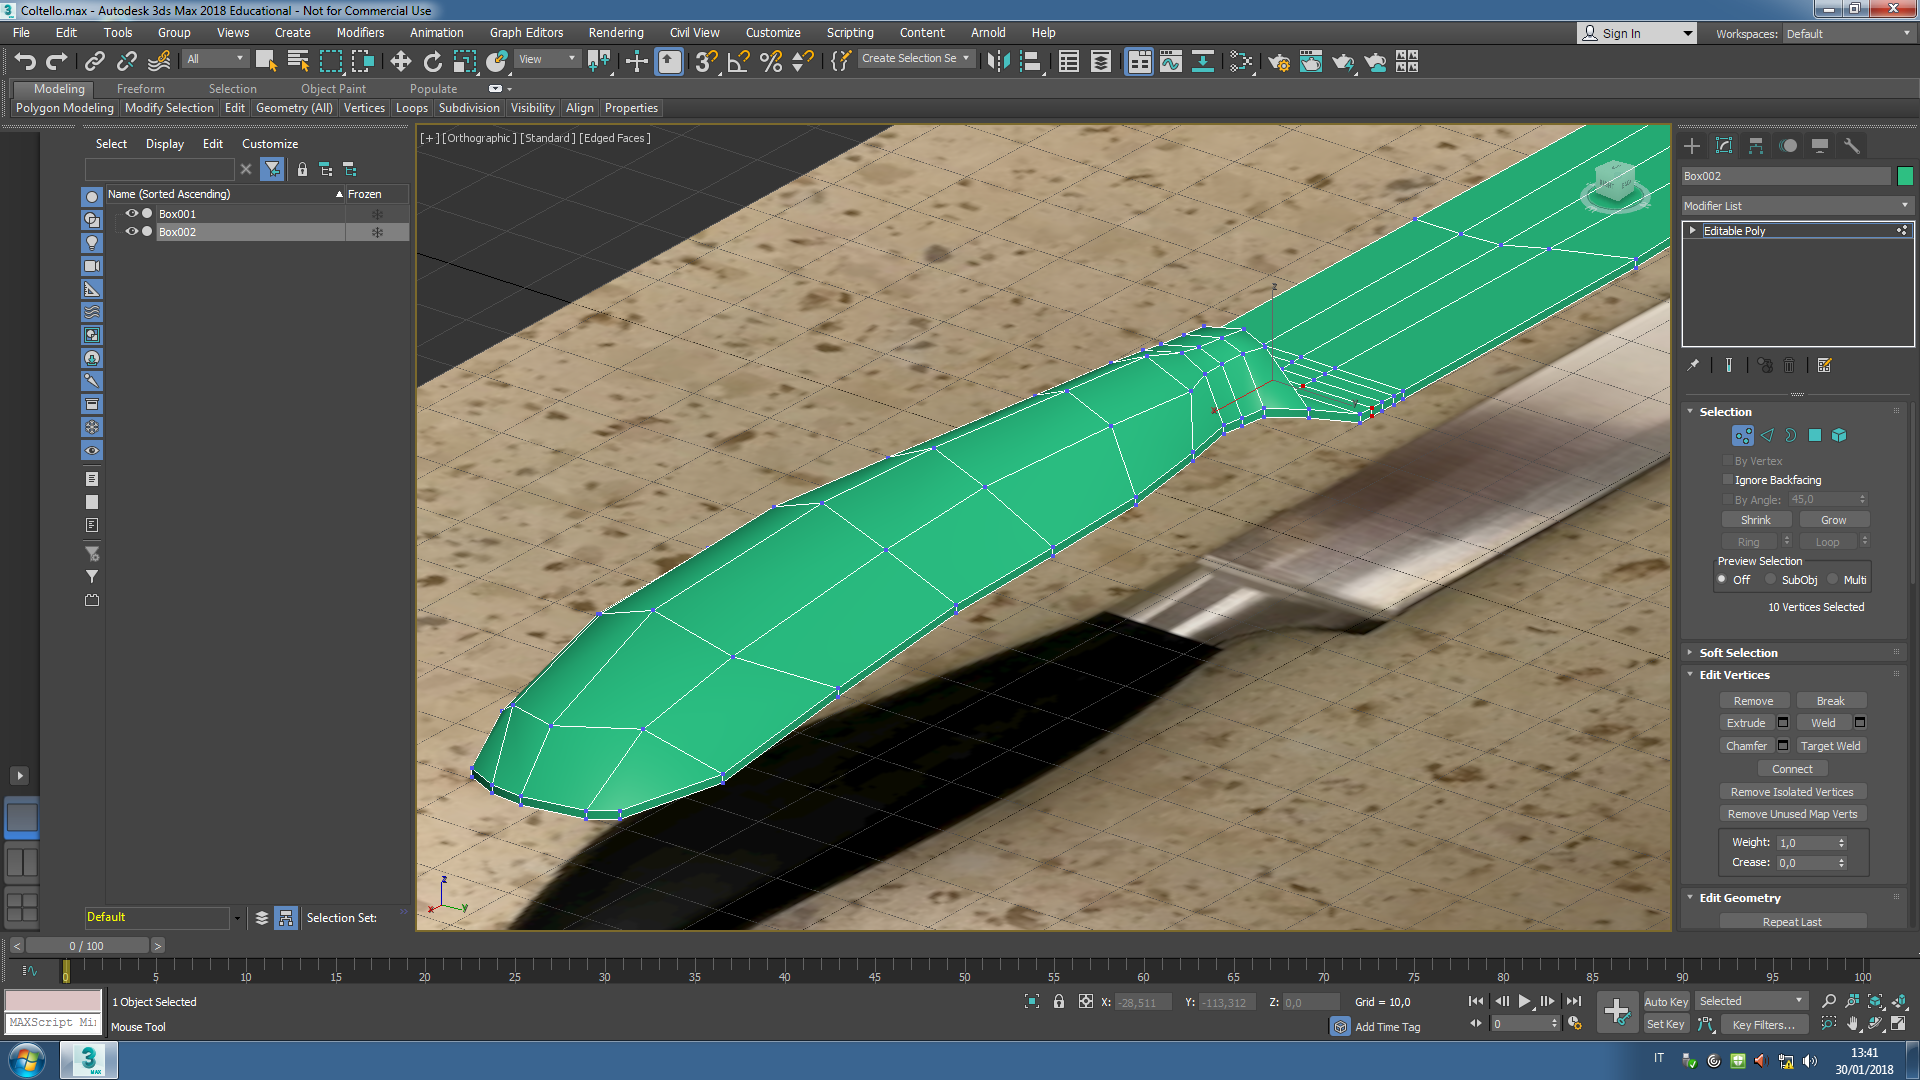 Coltello.max - Autodesk 3ds Max 2018 Educational - Not for Commercial Use
File Edit Tools Group Views Create Modifiers Animation Graph Editors Rendering Civil View Customize Scripting Content Arnold Help
Sign In Workspaces: Default
All View Create Selection Se
Modeling Freeform Selection Object Paint Populate
Polygon Modeling Modify Selection Edit Geometry (All) Vertices Loops Subdivision Visibility Align Properties
Select Display Edit Customize
Name (Sorted Ascending) Frozen
Box001
Box002
[+] [Orthographic] [Standard] [Edged Faces]
Box002
Modifier List
Editable Poly
Selection
By Vertex
Ignore Backfacing
By Angle: 45,0
Shrink Grow
Ring Loop
Preview Selection
Off SubObj Multi
10 Vertices Selected
Soft Selection
Edit Vertices
Remove Break
Extrude Weld
Chamfer Target Weld
Connect
Remove Isolated Vertices
Remove Unused Map Verts
Weight: 1,0
Crease: 0,0
Edit Geometry
Repeat Last
z
x
z
x y
Default Selection Set:
< 0 / 100 >
0 5 10 15 20 25 30 35 40 45 50 55 60 65 70 75 80 85 90 95 100
1 Object Selected X: -28,511 Y: -113,312 Z: 0,0 Grid = 10,0 Auto Key Selected
MAXScript Mi Mouse Tool Add Time Tag 0 Set Key Key Filters...
3 MAX IT 13:41
30/01/2018